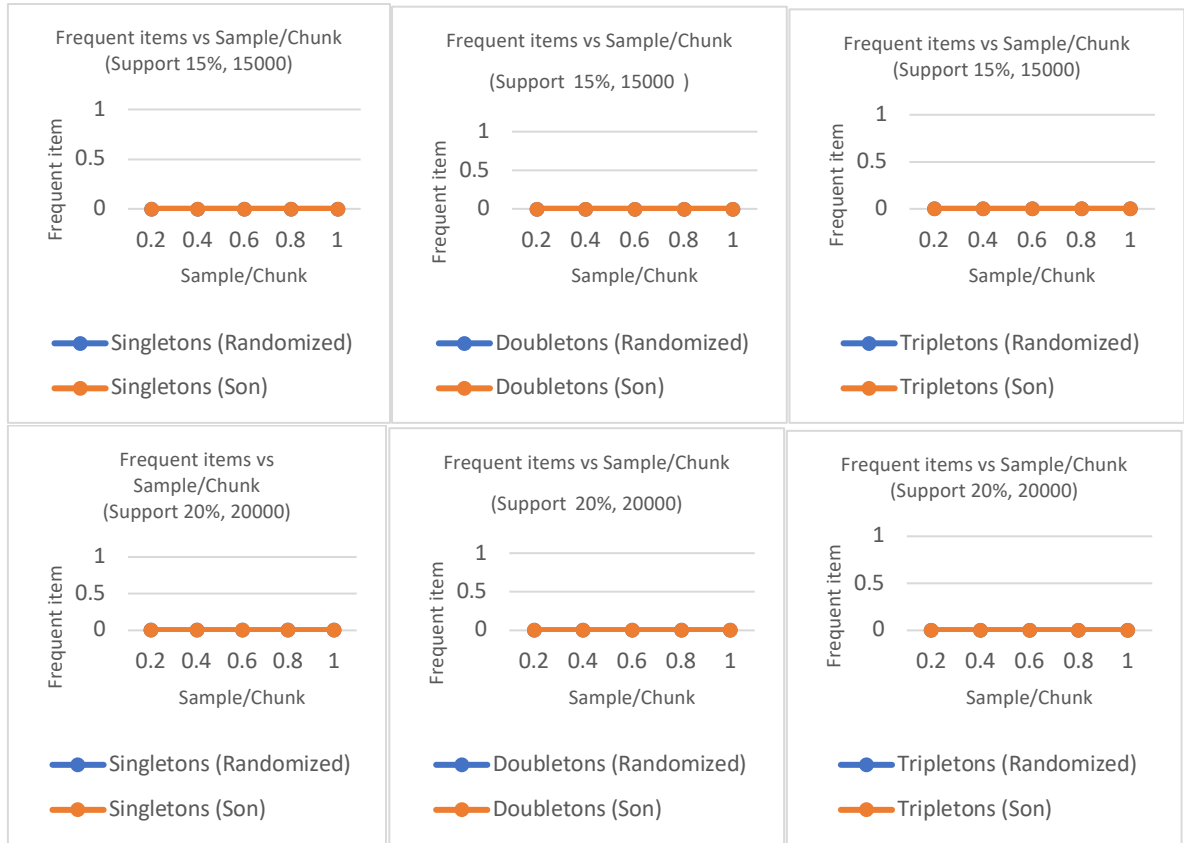 Frequent items vs Sample/Chunk
(Support 15%, 15000)
1
0.5
0
Frequent item
0.2 0.4 0.6 0.8 1
Sample/Chunk
Singletons (Randomized)
Singletons (Son)
Frequent items vs Sample/Chunk
(Support 15%, 15000 )
1
0.5
0
Frequent item
0.2 0.4 0.6 0.8 1
Sample/Chunk
Doubletons (Randomized)
Doubletons (Son)
Frequent items vs Sample/Chunk
(Support 15%, 15000)
1
0.5
0
Frequent item
0.2 0.4 0.6 0.8 1
Sample/Chunk
Tripletons (Randomized)
Tripletons (Son)
Frequent items vs
Sample/Chunk
(Support 20%, 20000)
1
0.5
0
Frequent item
0.2 0.4 0.6 0.8 1
Sample/Chunk
Singletons (Randomized)
Singletons (Son)
Frequent items vs Sample/Chunk
(Support 20%, 20000)
1
0.5
0
Frequent item
0.2 0.4 0.6 0.8 1
Sample/Chunk
Doubletons (Randomized)
Doubletons (Son)
Frequent items vs Sample/Chunk
(Support 20%, 20000)
1
0.5
0
Frequent item
0.2 0.4 0.6 0.8 1
Sample/Chunk
Tripletons (Randomized)
Tripletons (Son)